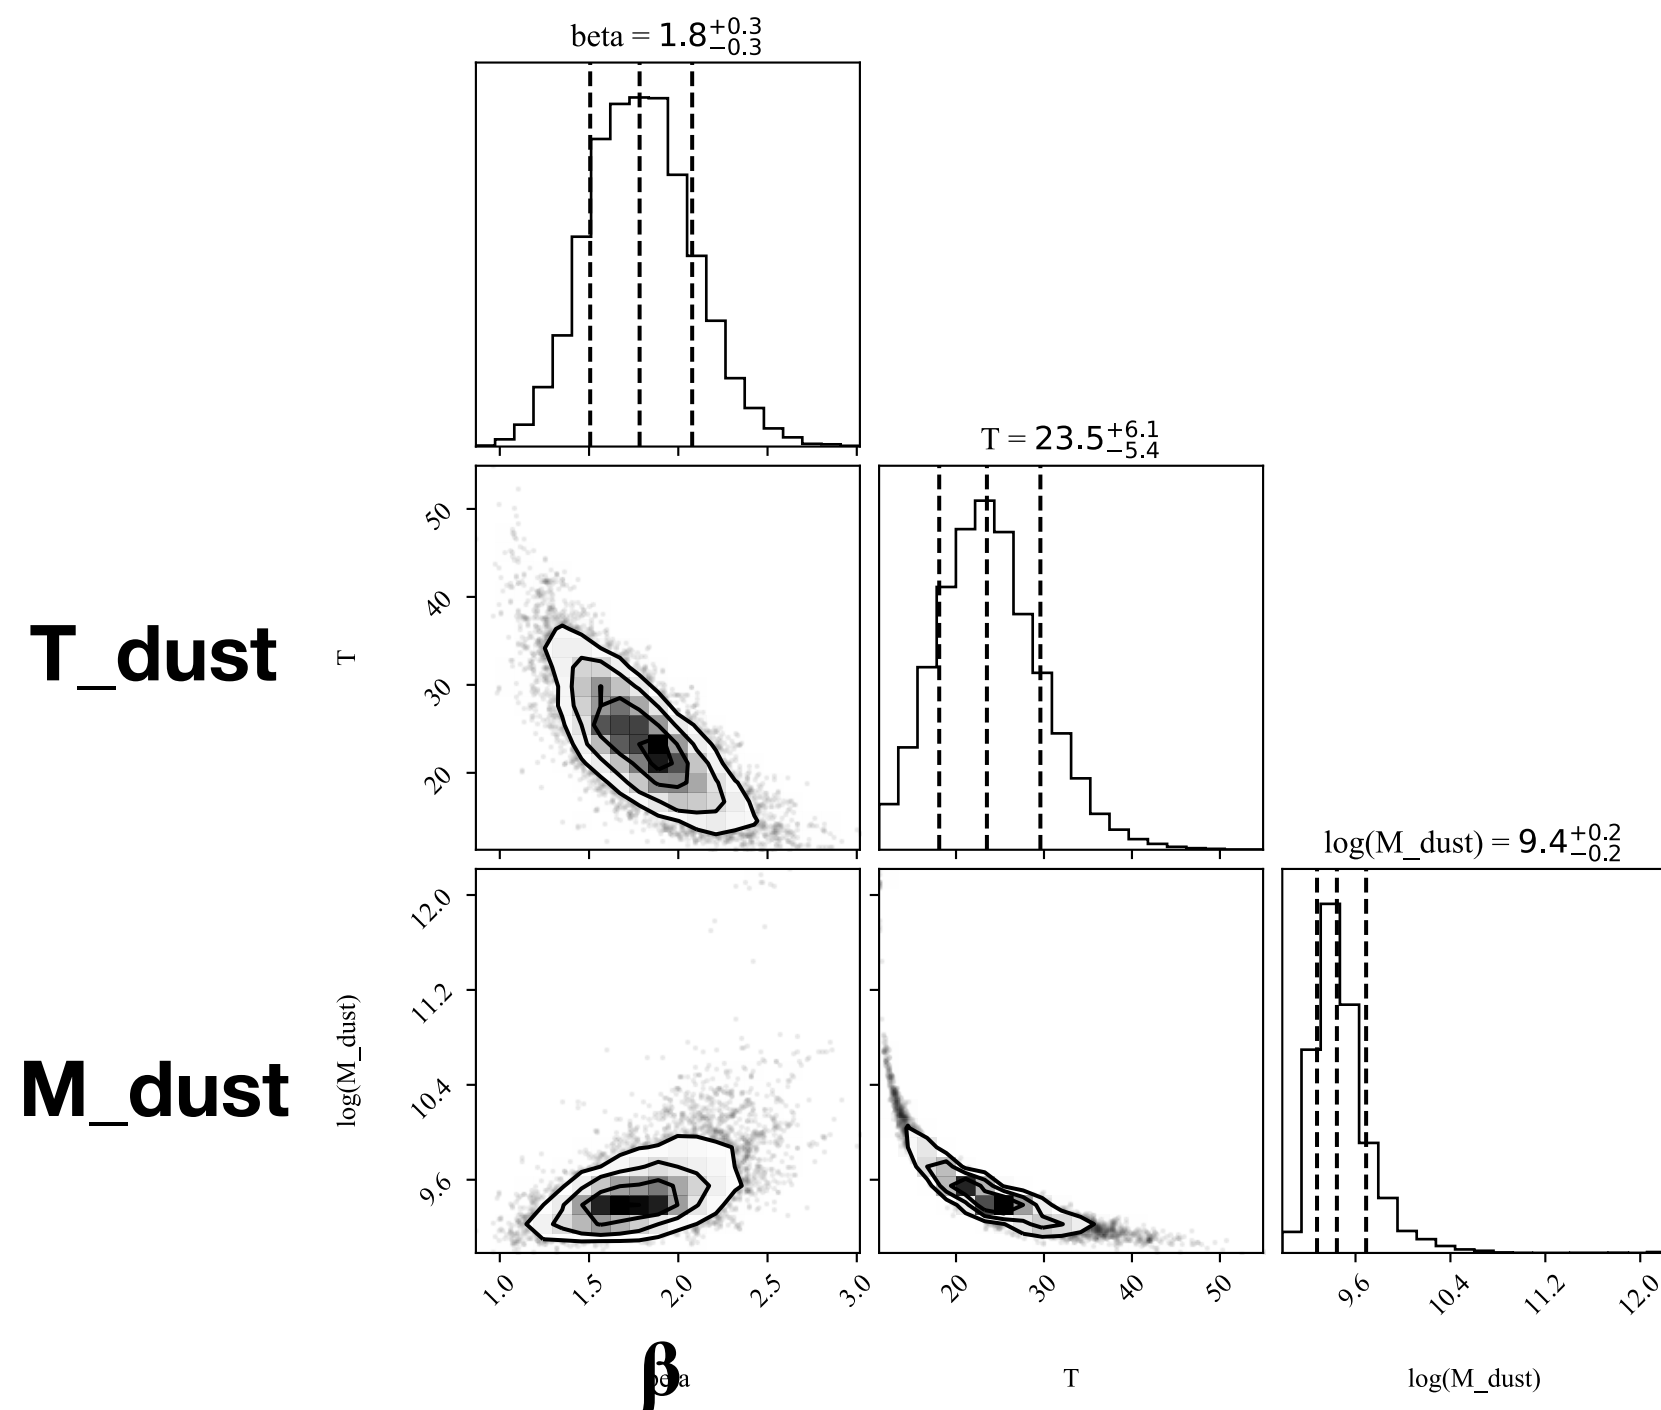 beta = 1.8+0.3−0.3
T = 23.5+6.1−5.4
50
40
30
20
T
T_dust
log(M_dust) = 9.4+0.2−0.2
12.0
11.2
10.4
9.6
log(M_dust)
M_dust
1.0 1.5 2.0 2.5 3.0
20 30 40 50
9.6 10.4 11.2 12.0
β
beta
T
log(M_dust)